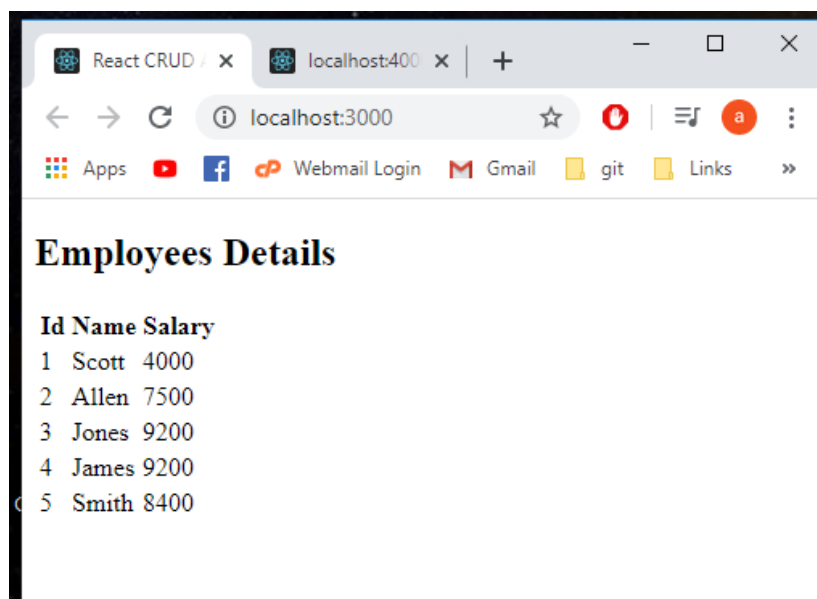 React CRUD A
localhost:400
localhost:3000
a
Apps
Webmail Login
Gmail
git
Links
Employees Details
Id Name Salary
1 Scott 4000
2 Allen 7500
3 Jones 9200
4 James 9200
5 Smith 8400